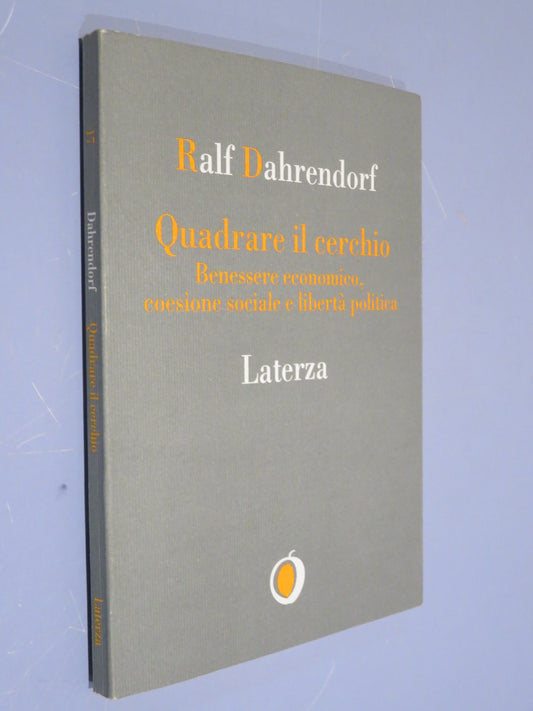 Ralf Dahrendorf
Quadrare il cerchio
Benessere economico,
coesione sociale e libertà politica
Laterza
17
Dahrendorf
Quadrare il cerchio
Laterza